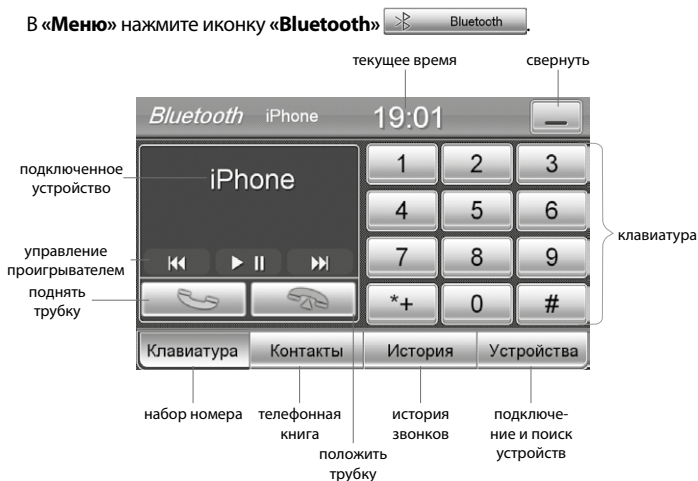 В «Меню» нажмите иконку «Bluetooth» Bluetooth.
текущее время
свернуть
Bluetooth iPhone 19:01
подключенное
устройство
iPhone
1 2 3
4 5 6
клавиатура
управление
проигрывателем
7 8 9
поднять
трубку
*+ 0 #
Клавиатура Контакты История Устройства
набор номера
телефонная
книга
положить
трубку
история
звонков
подключе-
ние и поиск
устройств